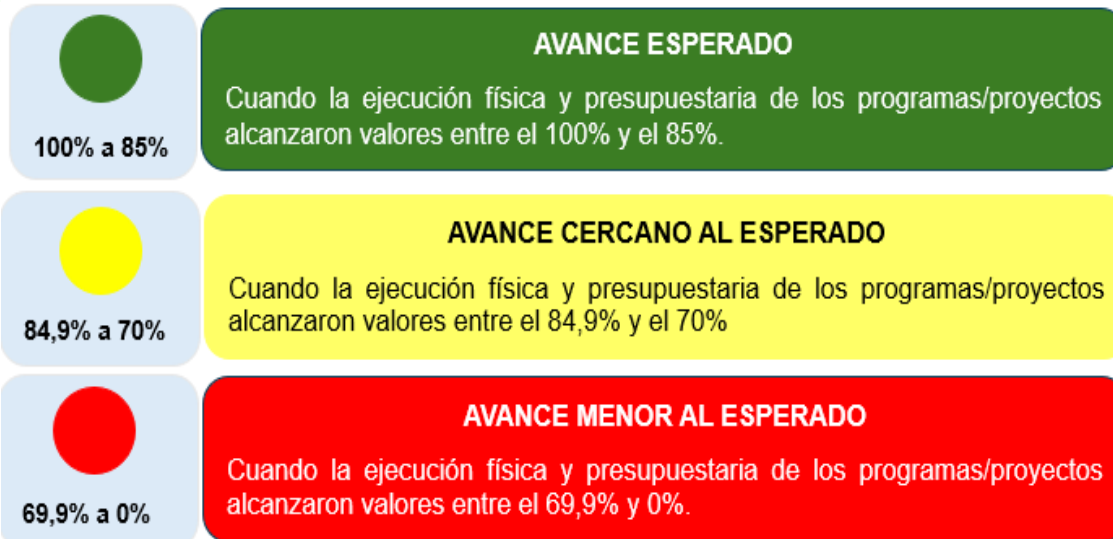 AVANCE ESPERADO
Cuando la ejecución física y presupuestaria de los programas/proyectos
alcanzaron valores entre el 100% y el 85%.
100% a 85%
AVANCE CERCANO AL ESPERADO
Cuando la ejecución física y presupuestaria de los programas/proyectos
alcanzaron valores entre el 84,9% y el 70%
84,9% a 70%
AVANCE MENOR AL ESPERADO
Cuando la ejecución física y presupuestaria de los programas/proyectos
alcanzaron valores entre el 69,9% y 0%.
69,9% a 0%